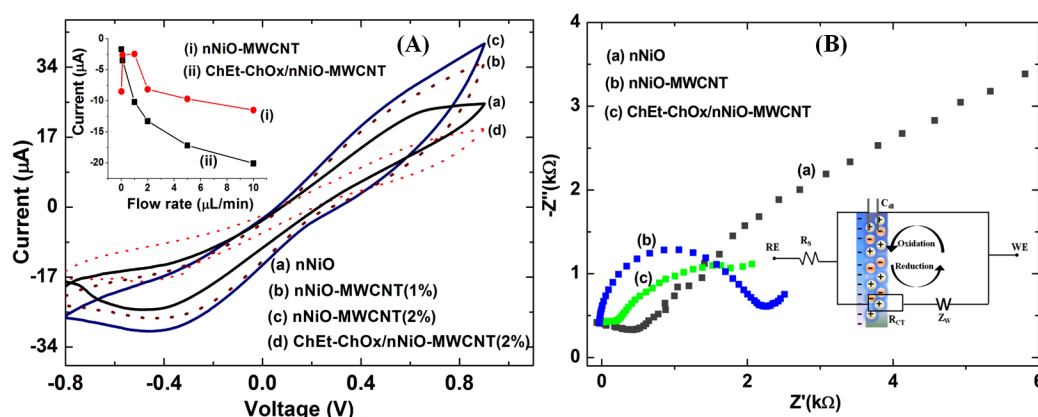 (A)
(i) nNiO-MWCNT
(ii) ChEt-ChOx/nNiO-MWCNT
0
-5
-10
-15
-20
Current (µA)
(i)
(ii)
0 2 4 6 8 10
Flow rate (µL/min)
(c)
(b)
(a)
(d)
34
17
0
-17
-34
Current (µA)
(a) nNiO
(b) nNiO-MWCNT(1%)
(c) nNiO-MWCNT(2%)
(d) ChEt-ChOx/nNiO-MWCNT(2%)
-0.8 -0.4 0.0 0.4 0.8
Voltage (V)
(B)
(a) nNiO
(b) nNiO-MWCNT
(c) ChEt-ChOx/nNiO-MWCNT
4
3
2
1
0
-Z''(kΩ)
(a)
(b)
(c)
Cdl
RE
RS
Oxidation
Reduction
WE
RCT
ZW
0 2 4 6
Z'(kΩ)